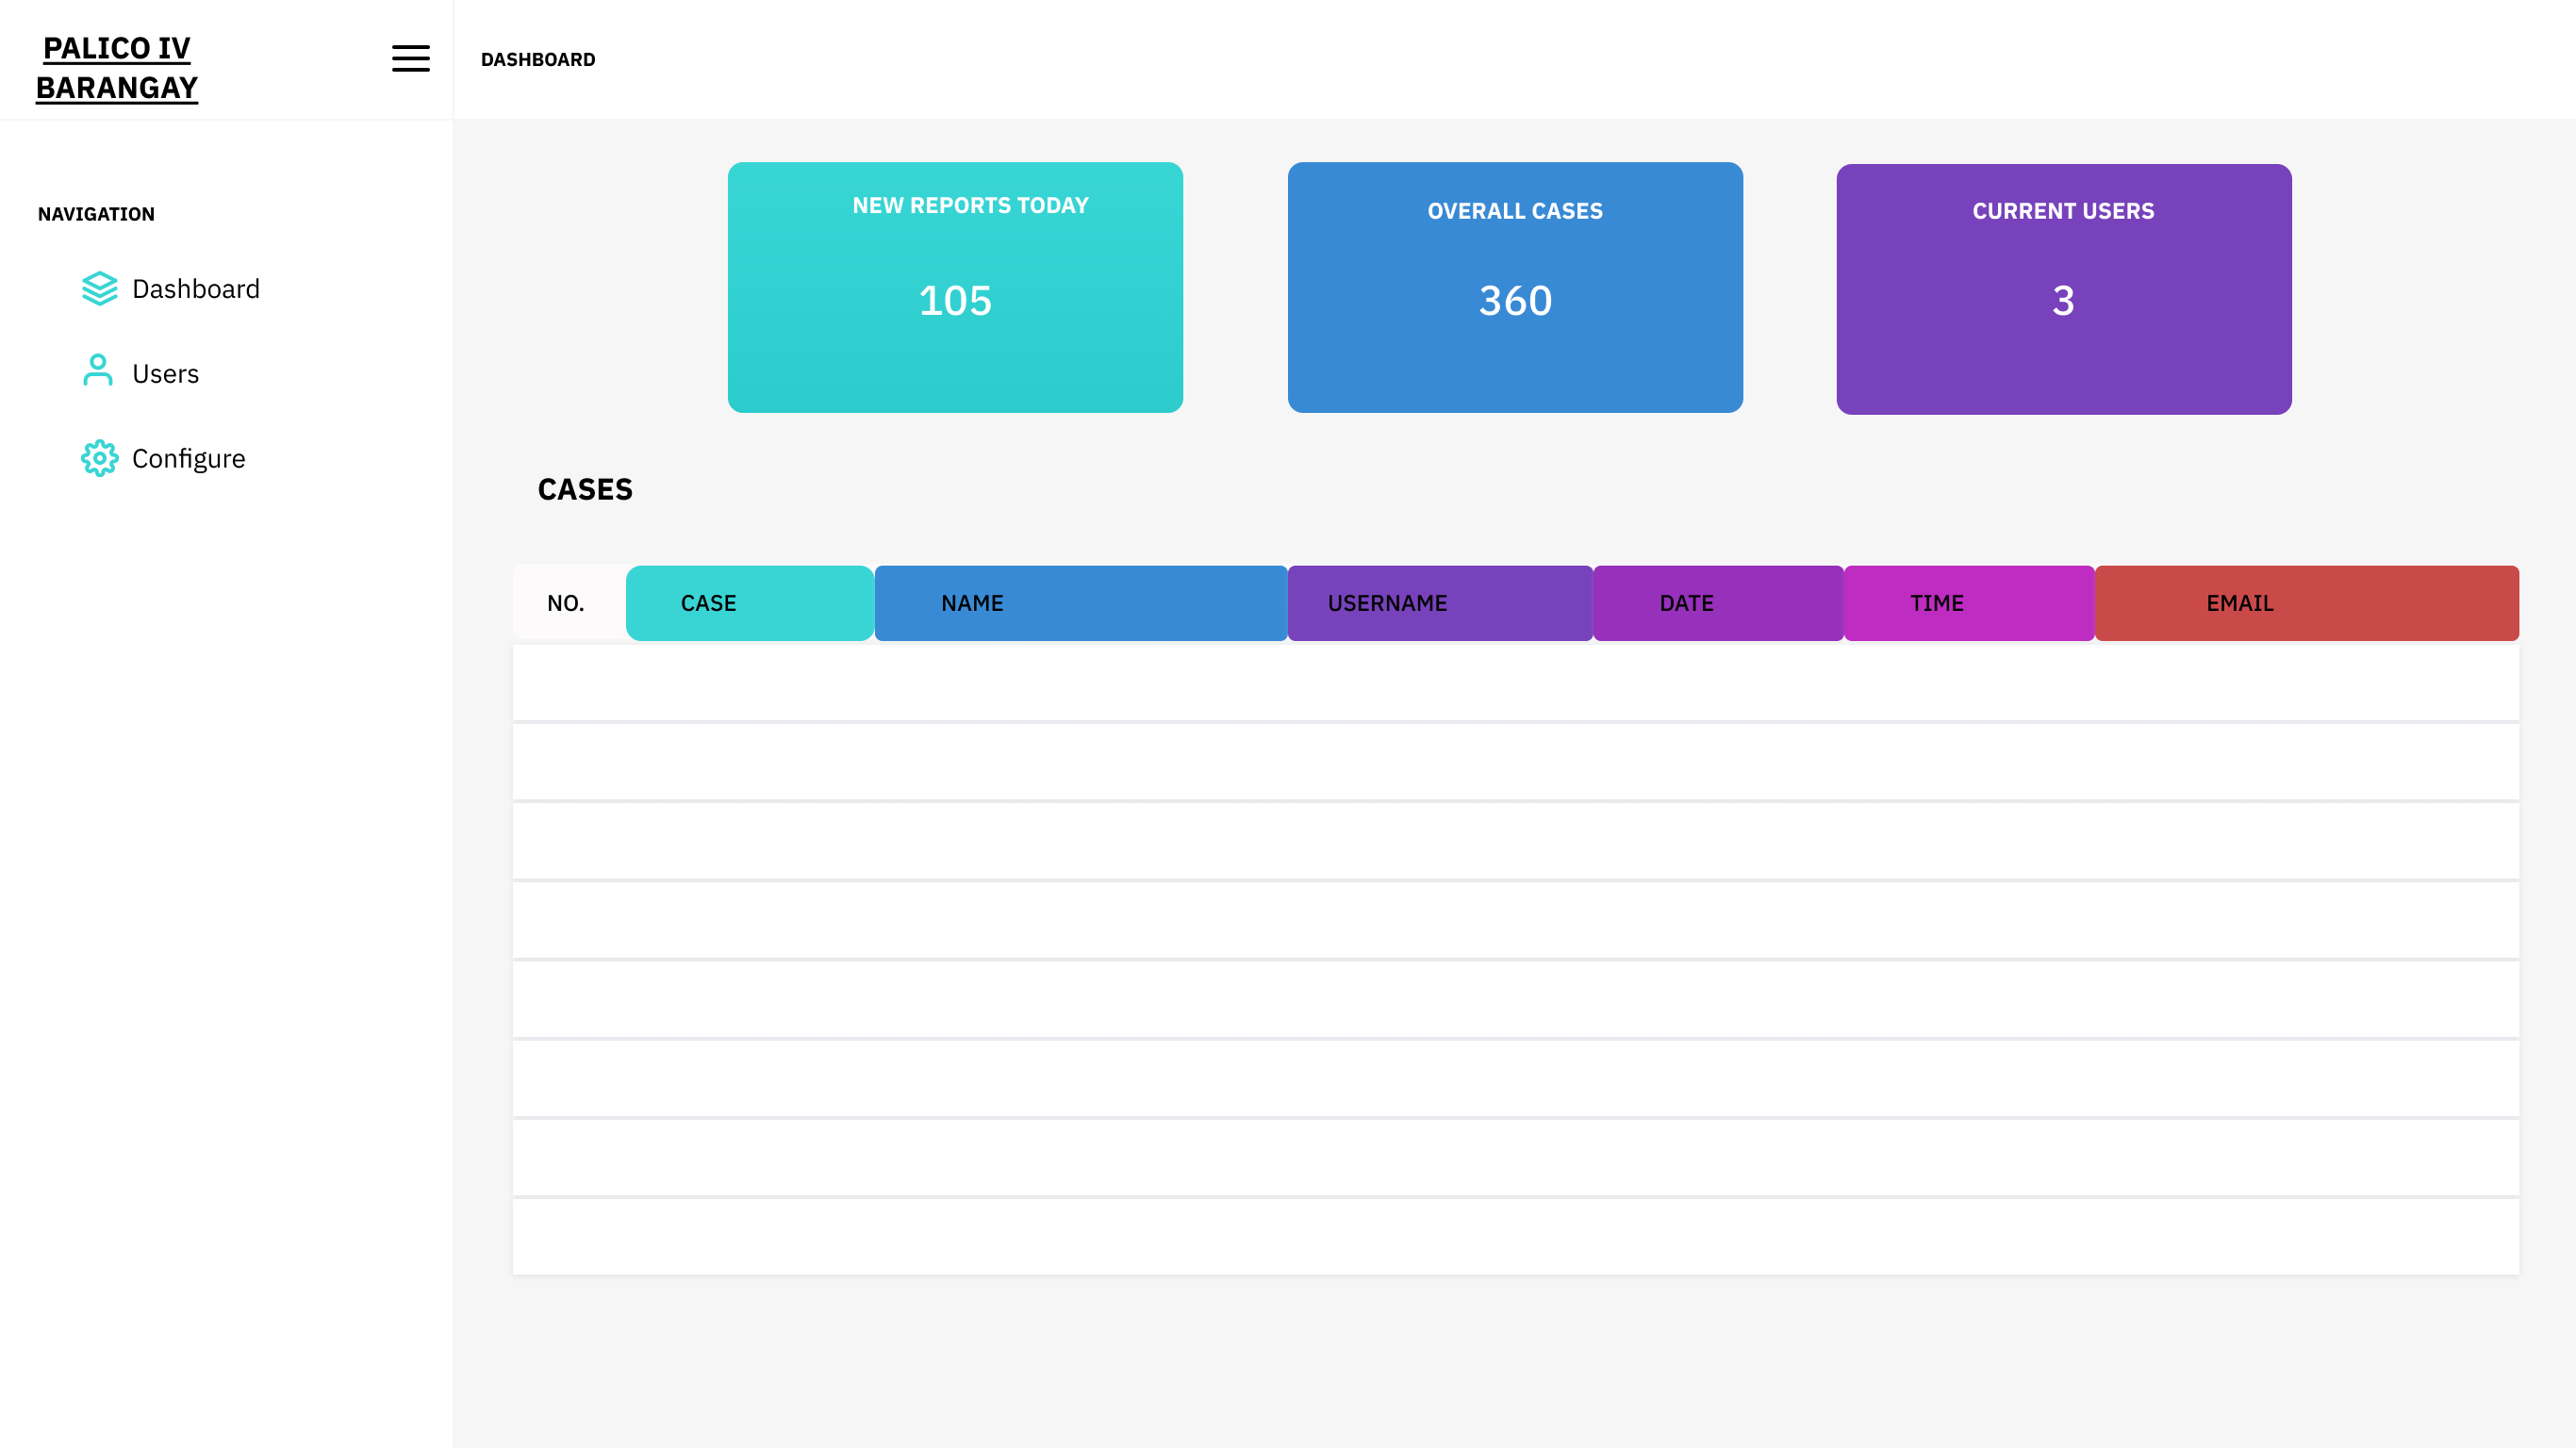 PALICO IV
BARANGAY
DASHBOARD
NAVIGATION
Dashboard
Users
Configure
NEW REPORTS TODAY
105
OVERALL CASES
360
CURRENT USERS
3
CASES
NO. CASE NAME USERNAME DATE TIME EMAIL